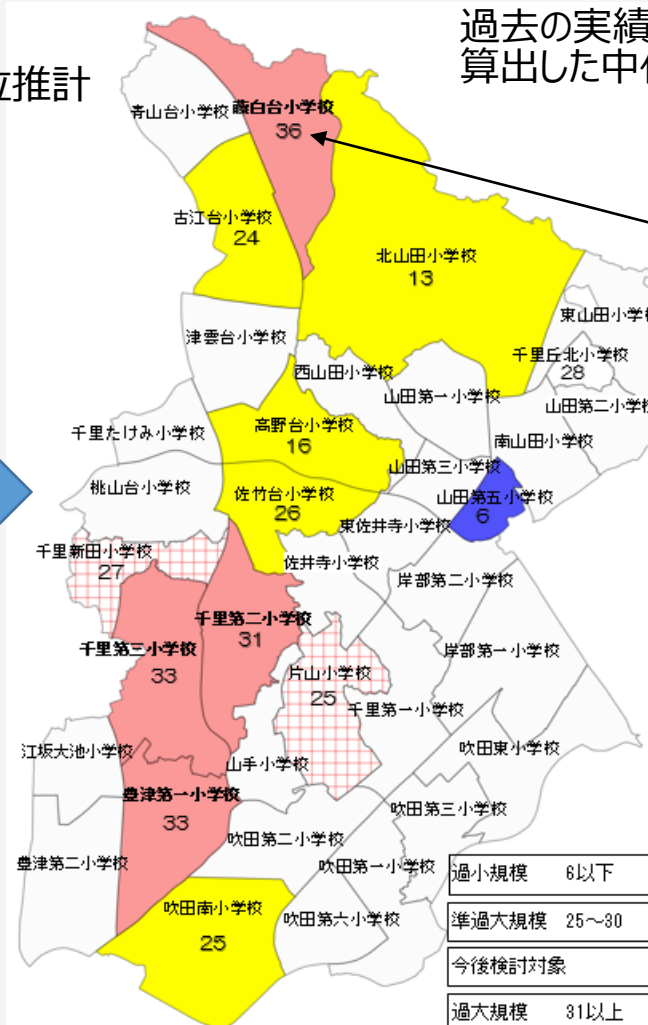 過去の実績
算出した中位
位推計
青山台小学校
藤白台小学校
36
古江台小学校
24
北山田小学校
13
東山田小学校
津雲台小学校
千里丘北小学校
28
西山田小学校
山田第一小学校
山田第二小学校
千里たけみ小学校
高野台小学校
16
南山田小学校
山田第三小学校
桃山台小学校
佐竹台小学校
26
山田第五小学校
6
東佐井寺小学校
千里新田小学校
27
佐井寺小学校
岸部第二小学校
千里第二小学校
31
千里第三小学校
33
岸部第一小学校
片山小学校
25
千里第一小学校
江坂大池小学校
山手小学校
吹田東小学校
豊津第一小学校
33
吹田第三小学校
豊津第二小学校
吹田第二小学校
吹田第一小学校
吹田南小学校
25
吹田第六小学校
過小規模 6以下
準過大規模 25~30
今後検討対象
過大規模 31以上